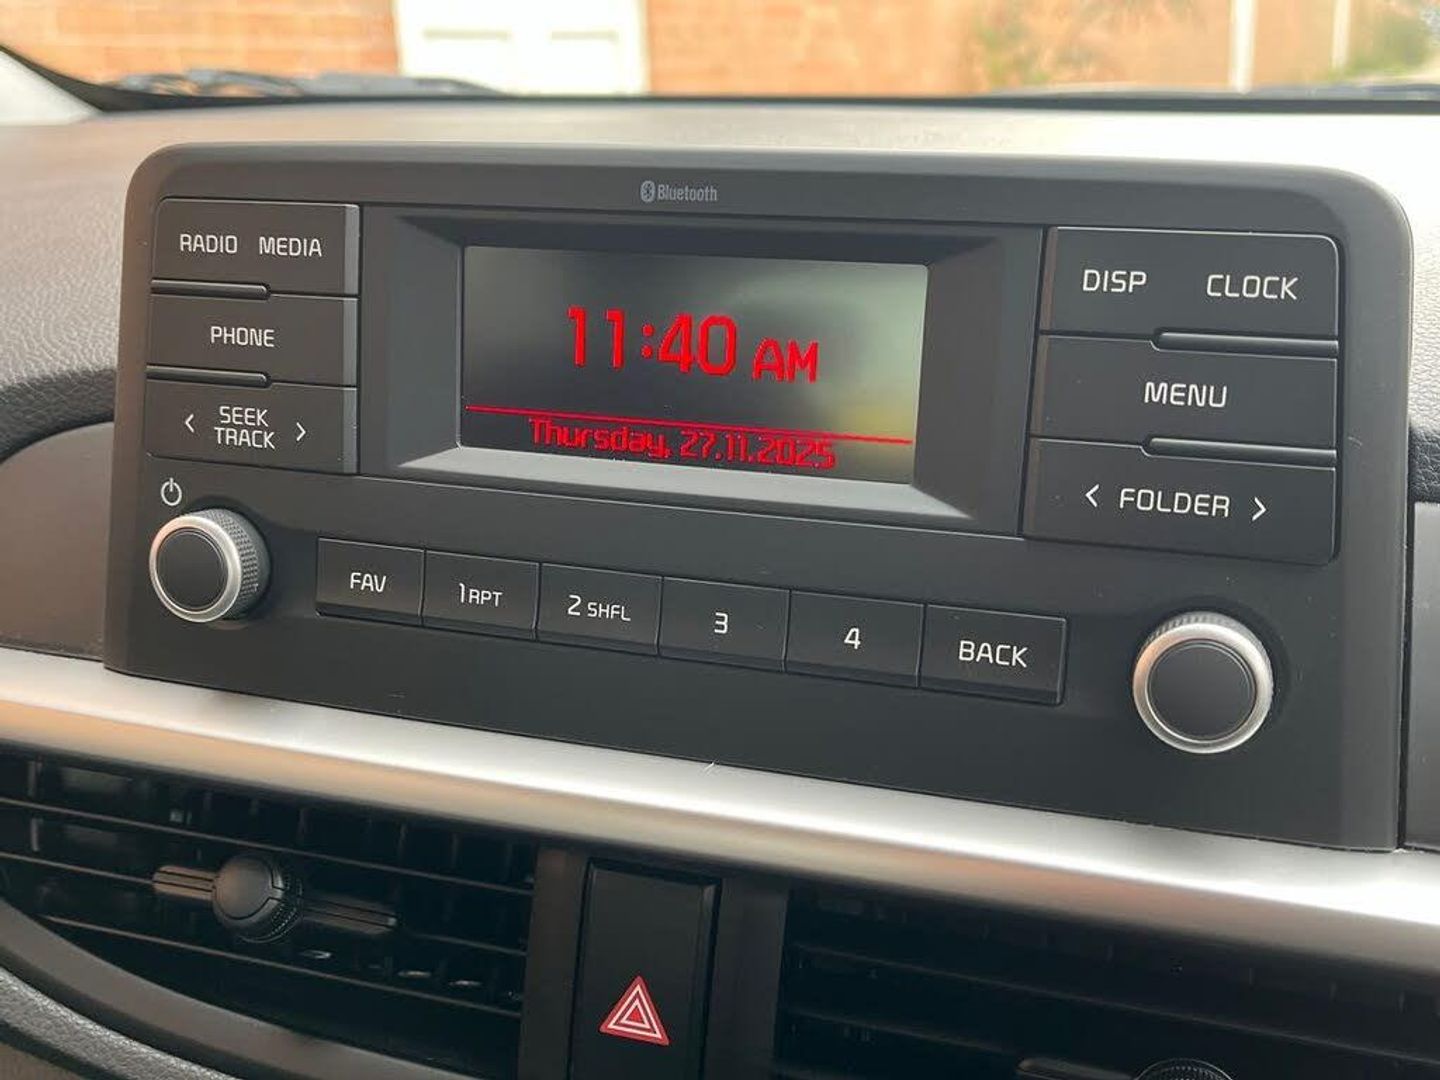 Bluetooth
RADIO MEDIA
PHONE
< SEEK TRACK >
11:40 AM
Thursday, 27.11.2025
DISP CLOCK
MENU
< FOLDER >
FAV
1 RPT
2 SHFL
3
4
BACK